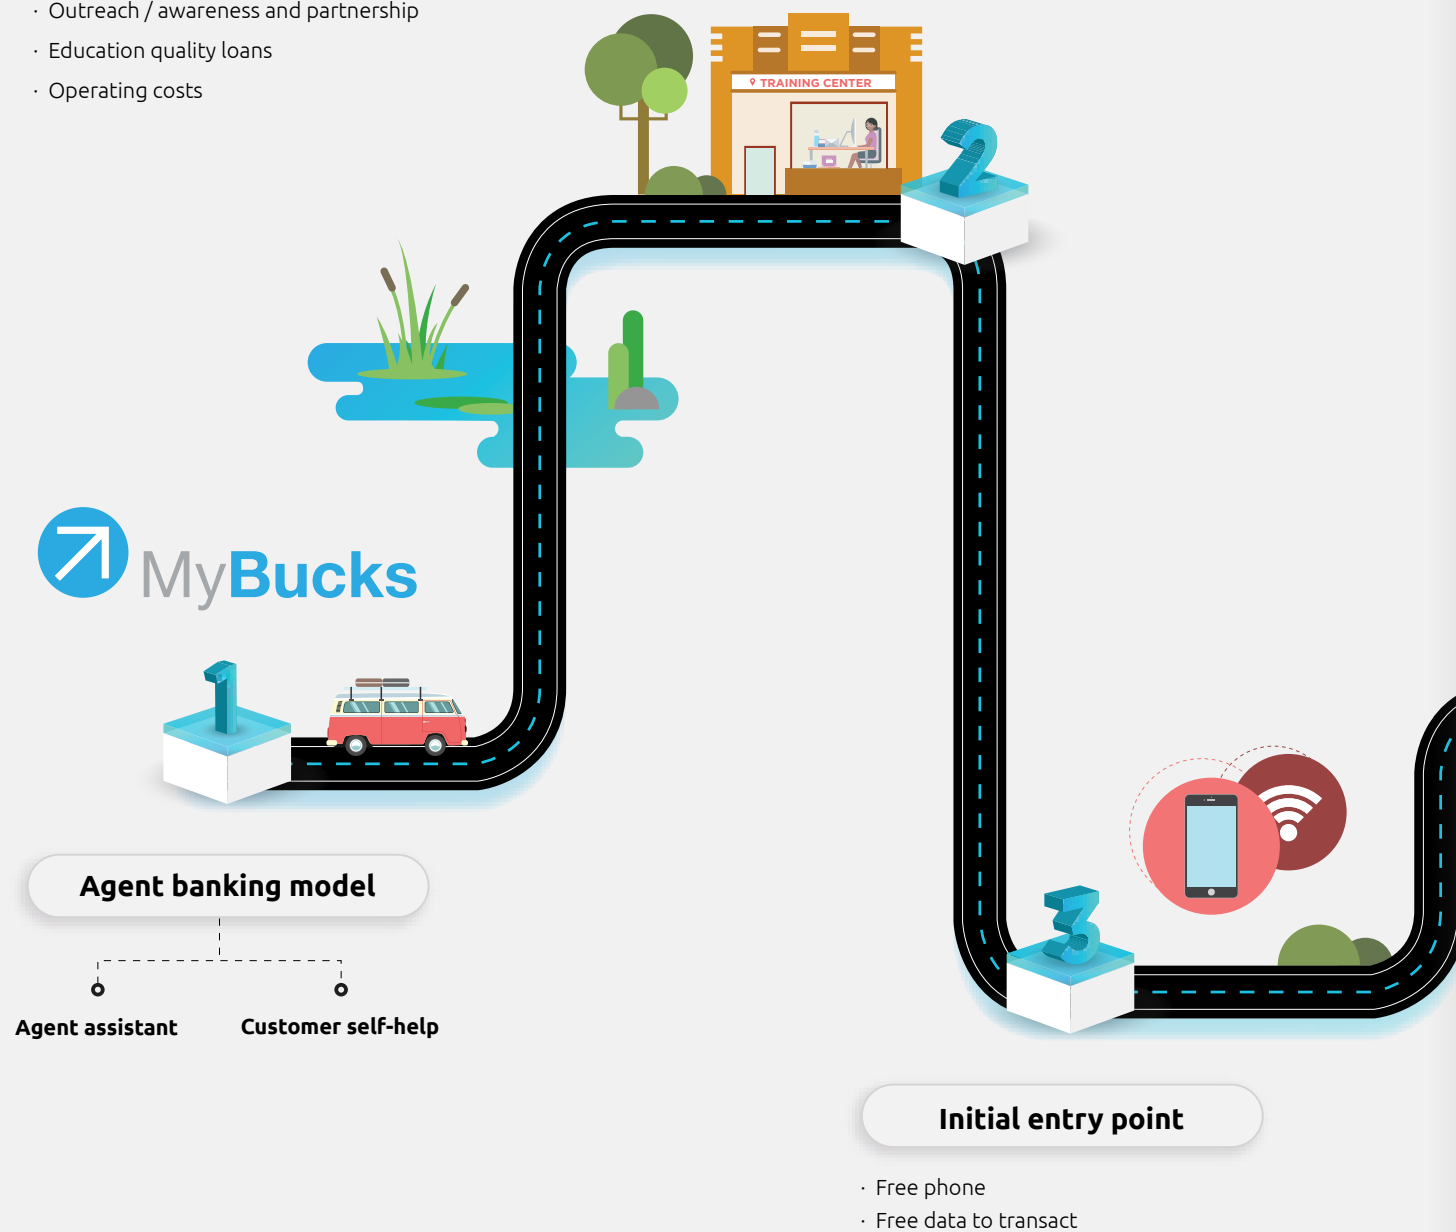 · Outreach / awareness and partnership
· Education quality loans
· Operating costs
TRAINING CENTER
2
MyBucks
1
Agent banking model
Agent assistant
Customer self-help
3
Initial entry point
· Free phone
· Free data to transact